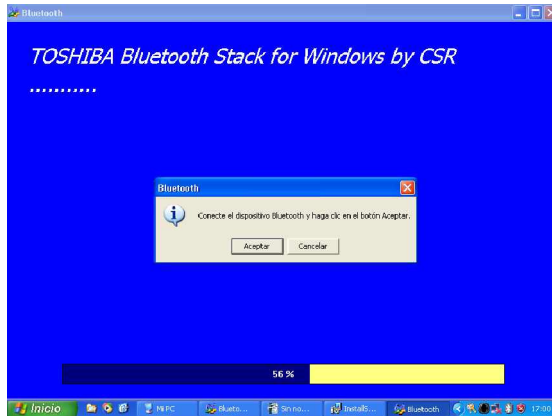 Bluetooth
TOSHIBA Bluetooth Stack for Windows by CSR
...........
Bluetooth
Conecte el dispositivo Bluetooth y haga clic en el botón Aceptar.
Aceptar Cancelar
56 %
Inicio Mi PC Blueto... Sin no... InstallS... Bluetooth 17:00